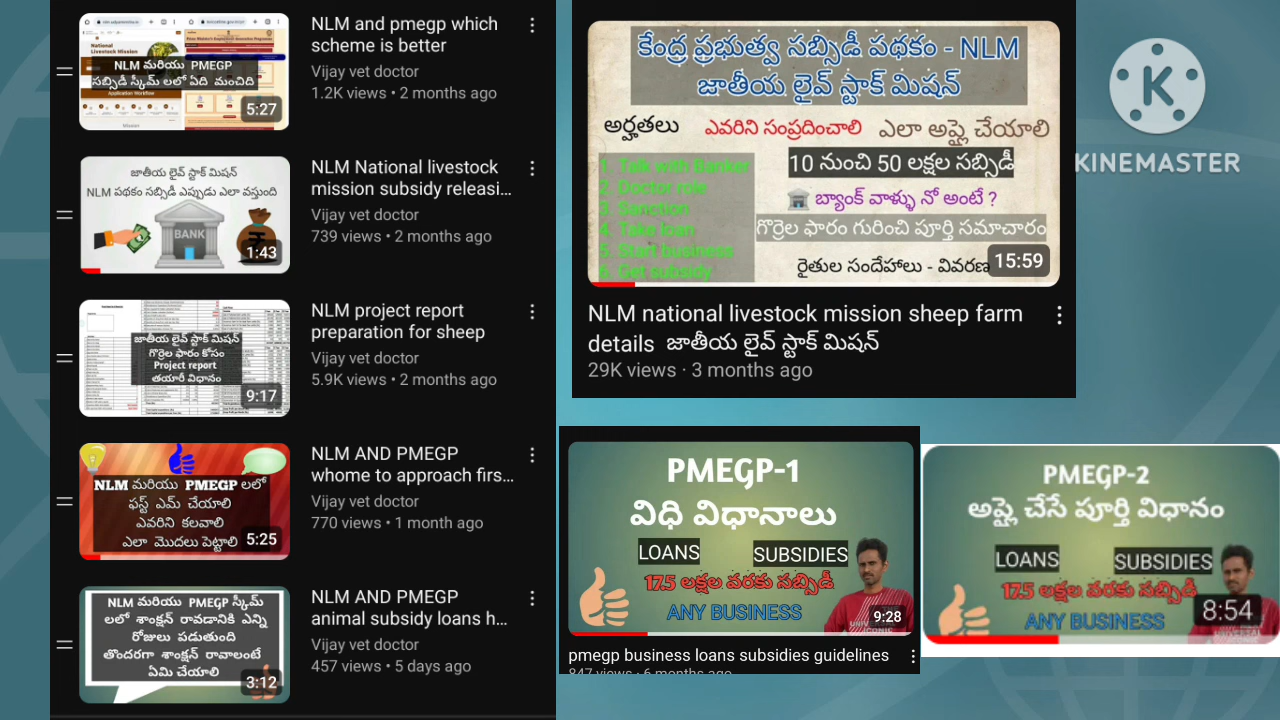 NLM మరియు PMEGP
సబ్సిడీ స్కీమ్ లలో ఏది మంచిది
5:27
NLM and pmegp which
scheme is better
Vijay vet doctor
1.2K views • 2 months ago
జాతీయ లైవ్ స్టాక్ మిషన్
NLM పథకం సబ్సిడీ ఎప్పుడు ఎలా వస్తుంది
BANK
1:43
NLM National livestock
mission subsidy releasi...
Vijay vet doctor
739 views • 2 months ago
జాతీయ లైవ్ స్టాక్ మిషన్
గొర్రెల ఫారం కోసం
Project report
తయారీ విధానం
9:17
NLM project report
preparation for sheep
Vijay vet doctor
5.9K views • 2 months ago
NLM మరియు PMEGP లలో
ఫస్ట్ ఎమ్ చేయాలి
ఎవరిని కలవాలి
ఎలా మొదలు పెట్టాలి
5:25
NLM AND PMEGP
whome to approach firs...
Vijay vet doctor
770 views • 1 month ago
NLM మరియు PMEGP స్కీమ్
లలో శాంక్షన్ రావడానికి ఎన్ని
రోజులు పడుతుంది
తొందరగా శాంక్షన్ రావాలంటే
ఏమి చేయాలి
3:12
NLM AND PMEGP
animal subsidy loans h...
Vijay vet doctor
457 views • 5 days ago
కేంద్ర ప్రభుత్వ సబ్సిడీ పథకం - NLM
జాతీయ లైవ్ స్టాక్ మిషన్
అర్హతలు ఎవరిని సంప్రదించాలి ఎలా అప్లై చేయాలి
1. Talk with Banker
2. Doctor role
3. Sanction
4. Take loan
5. Start business
6. Get subsidy
10 నుంచి 50 లక్షల సబ్సిడీ
బ్యాంక్ వాళ్ళు నో అంటే ?
గొర్రెల ఫారం గురించి పూర్తి సమాచారం
రైతుల సందేహాలు - వివరణ
15:59
NLM national livestock mission sheep farm
details జాతీయ లైవ్ స్టాక్ మిషన్
29K views · 3 months ago
KINEMASTER
PMEGP-1
విధి విధానాలు
LOANS SUBSIDIES
17.5 లక్షల వరకు సబ్సిడీ
ANY BUSINESS
9:28
pmegp business loans subsidies guidelines
847 views · 6 months ago
PMEGP-2
అప్లై చేసే పూర్తి విధానం
LOANS SUBSIDIES
17.5 లక్షల వరకు సబ్సిడీ
ANY BUSINESS
8:54